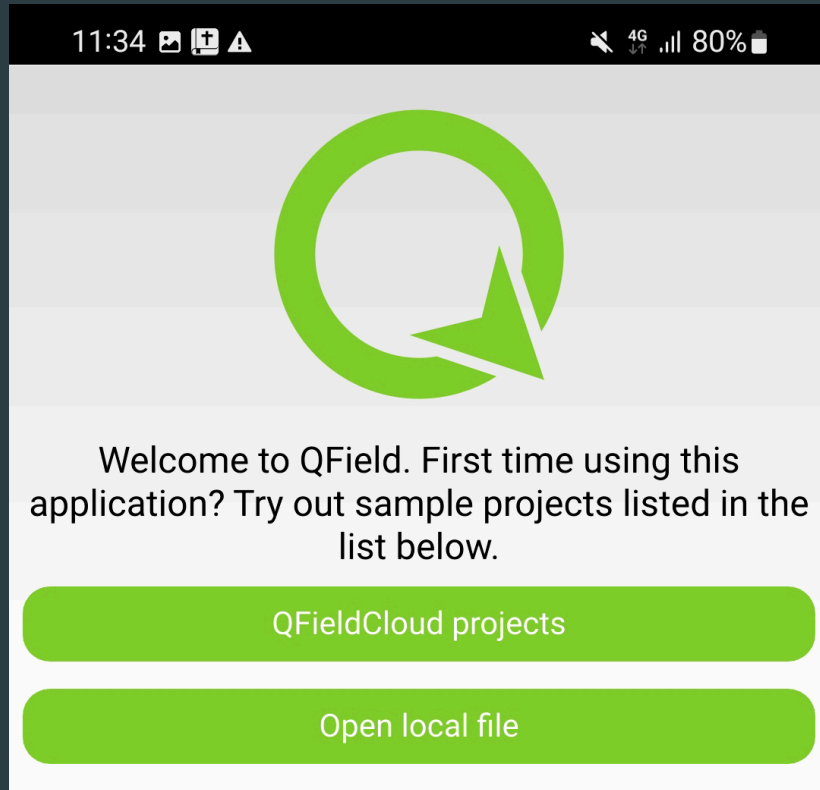 11:34 4G 80%
Welcome to QField. First time using this
application? Try out sample projects listed in the
list below.
QFieldCloud projects
Open local file